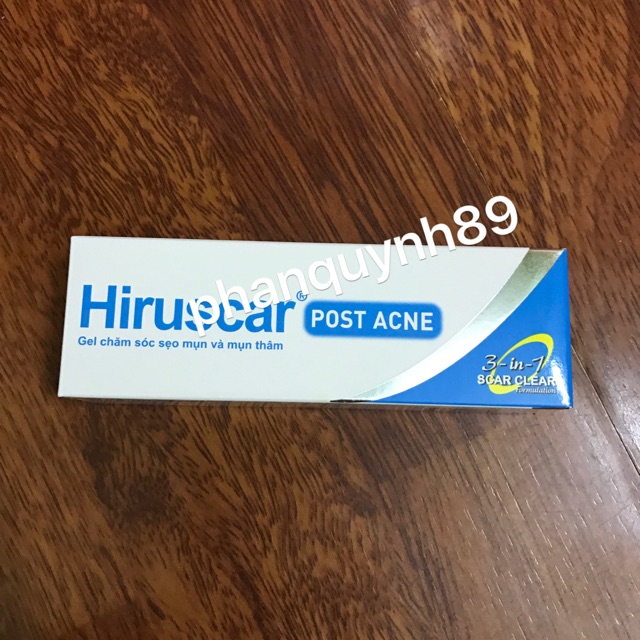 phanquynh89
Hiruscar®
POST ACNE
Gel chăm sóc sẹo mụn và mụn thâm
3-in-1
SCAR CLEAR
formulation